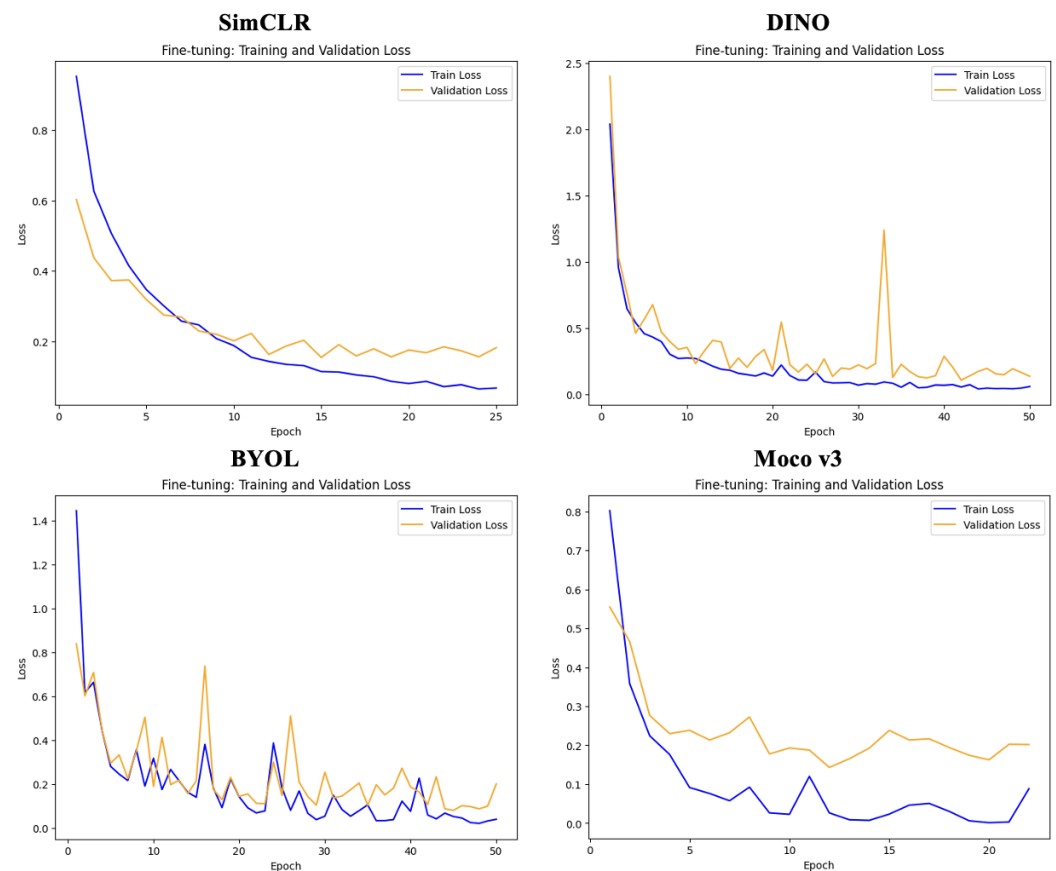 SimCLR
Fine-tuning: Training and Validation Loss
Train Loss
Validation Loss
Loss
0.8
0.6
0.4
0.2
0
5
10
15
20
25
Epoch
DINO
Fine-tuning: Training and Validation Loss
Train Loss
Validation Loss
Loss
2.5
2.0
1.5
1.0
0.5
0.0
0
10
20
30
40
50
Epoch
BYOL
Fine-tuning: Training and Validation Loss
Train Loss
Validation Loss
Loss
1.4
1.2
1.0
0.8
0.6
0.4
0.2
0.0
0
10
20
30
40
50
Epoch
Moco v3
Fine-tuning: Training and Validation Loss
Train Loss
Validation Loss
Loss
0.8
0.7
0.6
0.5
0.4
0.3
0.2
0.1
0.0
0
5
10
15
20
Epoch